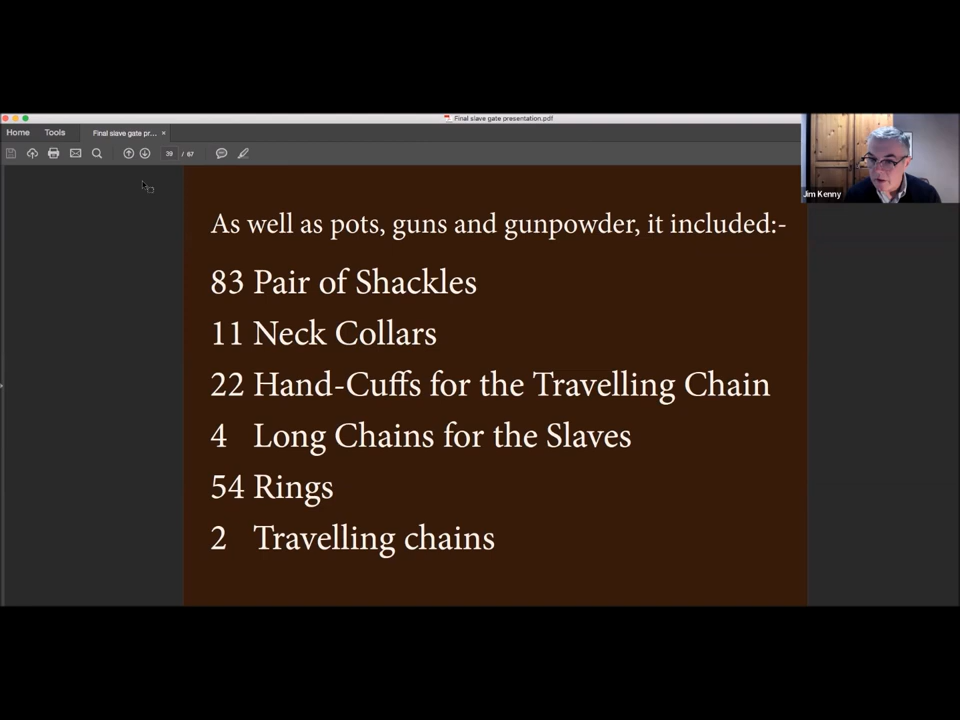 Final slave gate presentation.pdf
Home Tools Final slave gate pr... ×
39 / 67
Jim Kenny
As well as pots, guns and gunpowder, it included:-
83 Pair of Shackles
11 Neck Collars
22 Hand-Cuffs for the Travelling Chain
4 Long Chains for the Slaves
54 Rings
2 Travelling chains